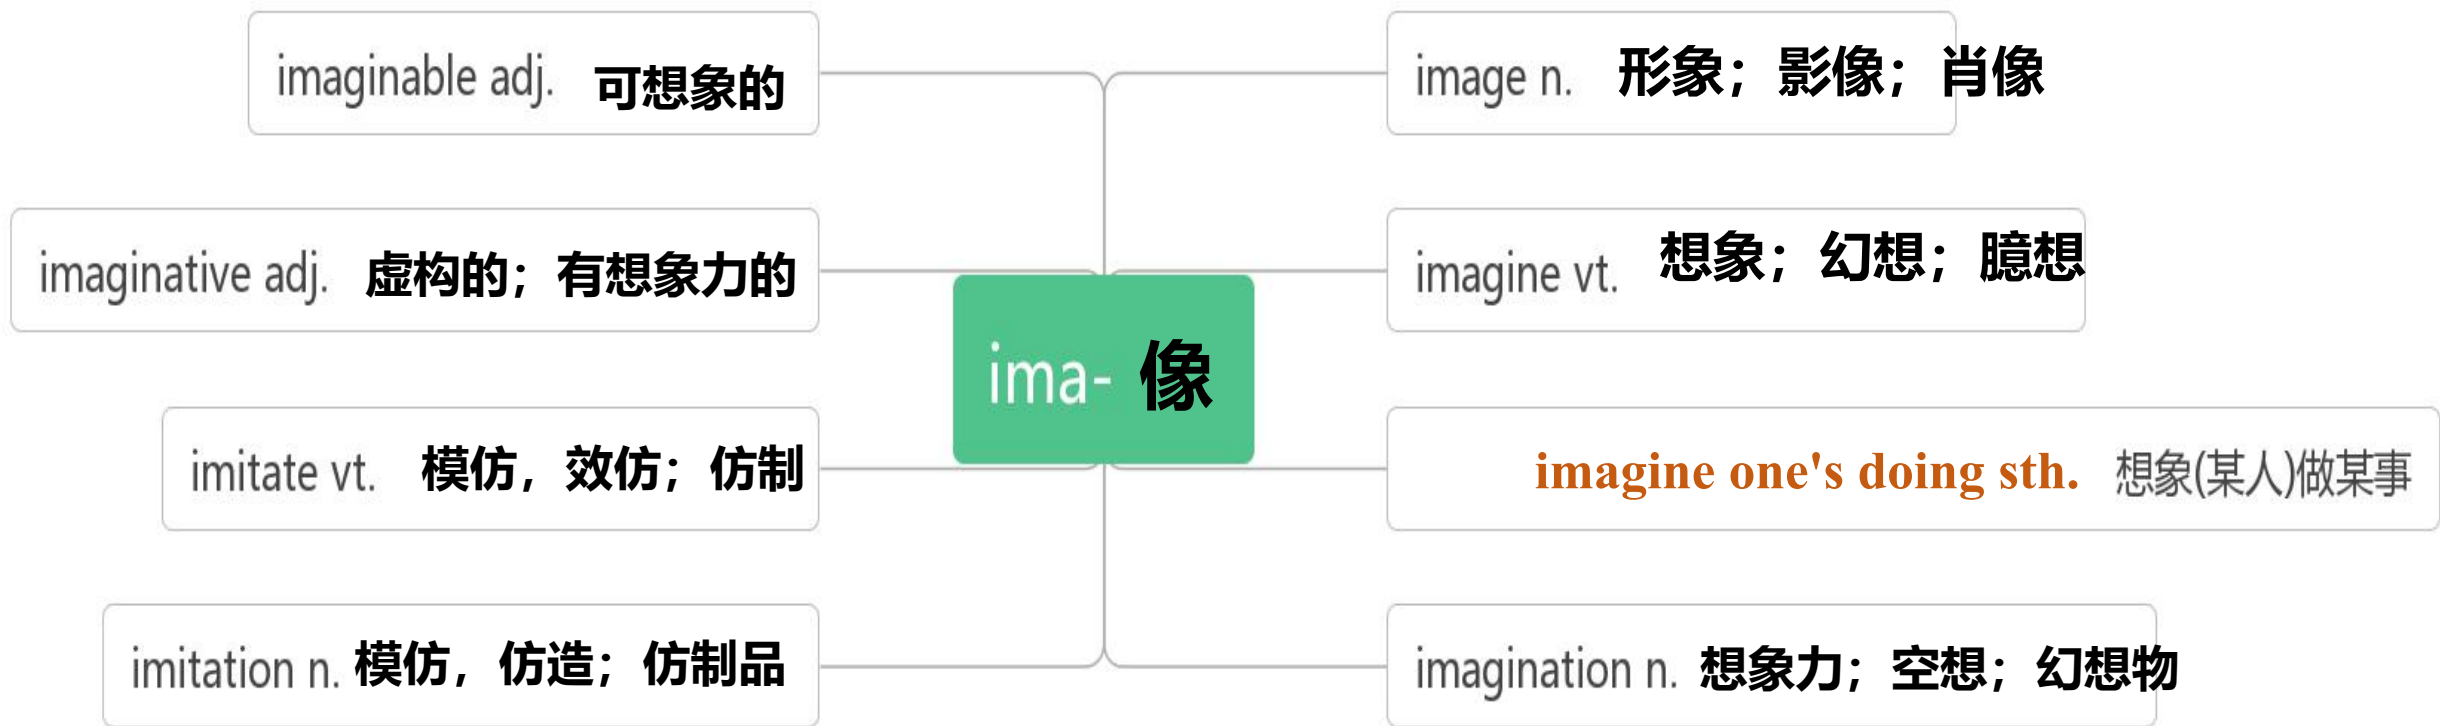 imaginable adj. 可想象的
imaginative adj. 虚构的；有想象力的
imitate vt. 模仿，效仿；仿制
imitation n. 模仿，仿造；仿制品
ima- 像
image n. 形象；影像；肖像
imagine vt. 想象；幻想；臆想
imagine one's doing sth. 想象(某人)做某事
imagination n. 想象力；空想；幻想物